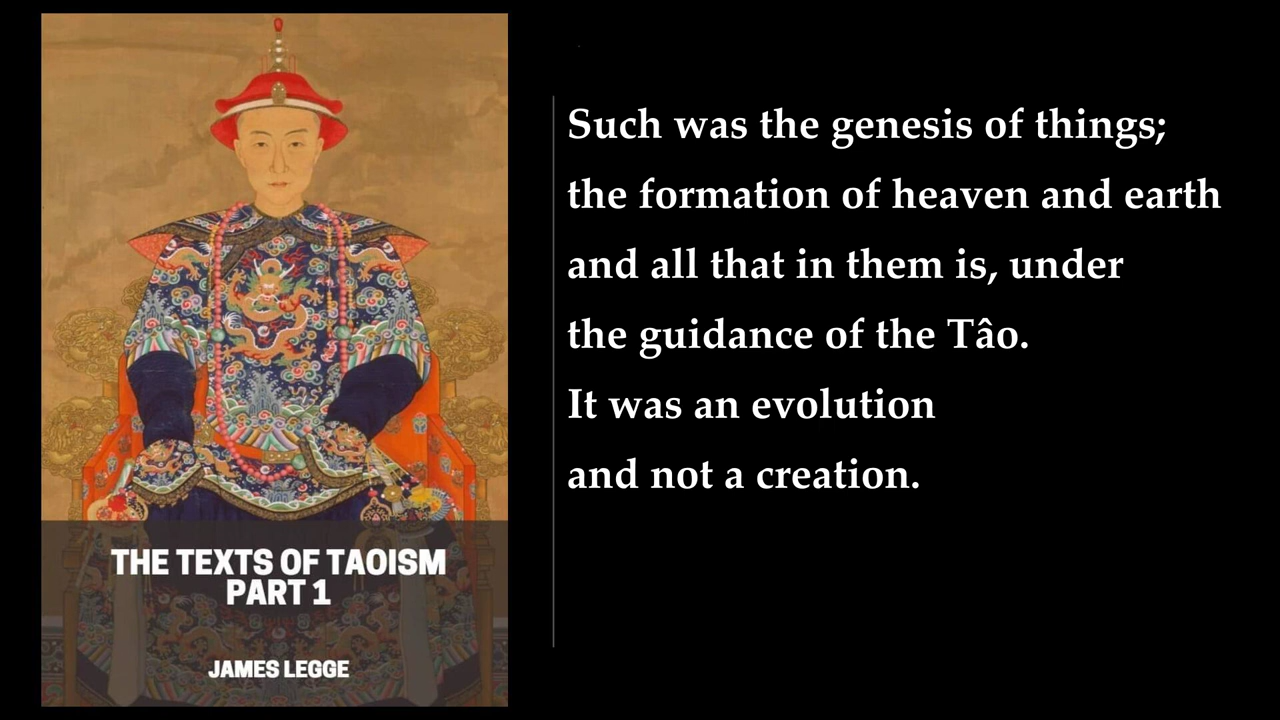 THE TEXTS OF TAOISM
PART 1
JAMES LEGGE
Such was the genesis of things;
the formation of heaven and earth
and all that in them is, under
the guidance of the Tâo.
It was an evolution
and not a creation.